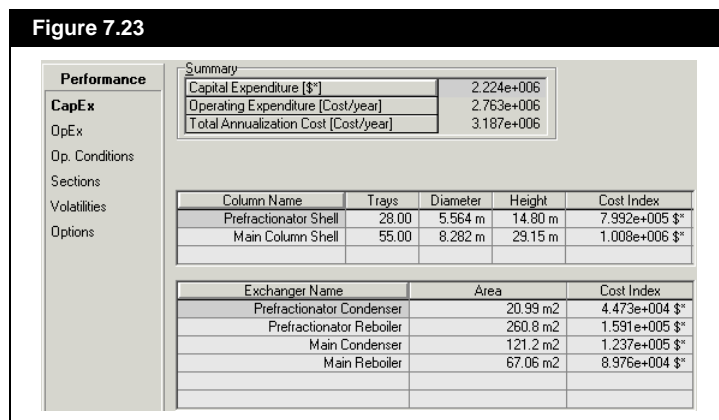 Figure 7.23
Performance
CapEx
OpEx
Op. Conditions
Sections
Volatilities
Options
Summary
Capital Expenditure [$*] 2.224e+006
Operating Expenditure [Cost/year] 2.763e+006
Total Annualization Cost [Cost/year] 3.187e+006
Column Name Trays Diameter Height Cost Index
Prefractionator Shell 28.00 5.564 m 14.80 m 7.992e+005 $*
Main Column Shell 55.00 8.282 m 29.15 m 1.008e+006 $*
Exchanger Name Area Cost Index
Prefractionator Condenser 20.99 m2 4.473e+004 $*
Prefractionator Reboiler 260.8 m2 1.591e+005 $*
Main Condenser 121.2 m2 1.237e+005 $*
Main Reboiler 67.06 m2 8.976e+004 $*